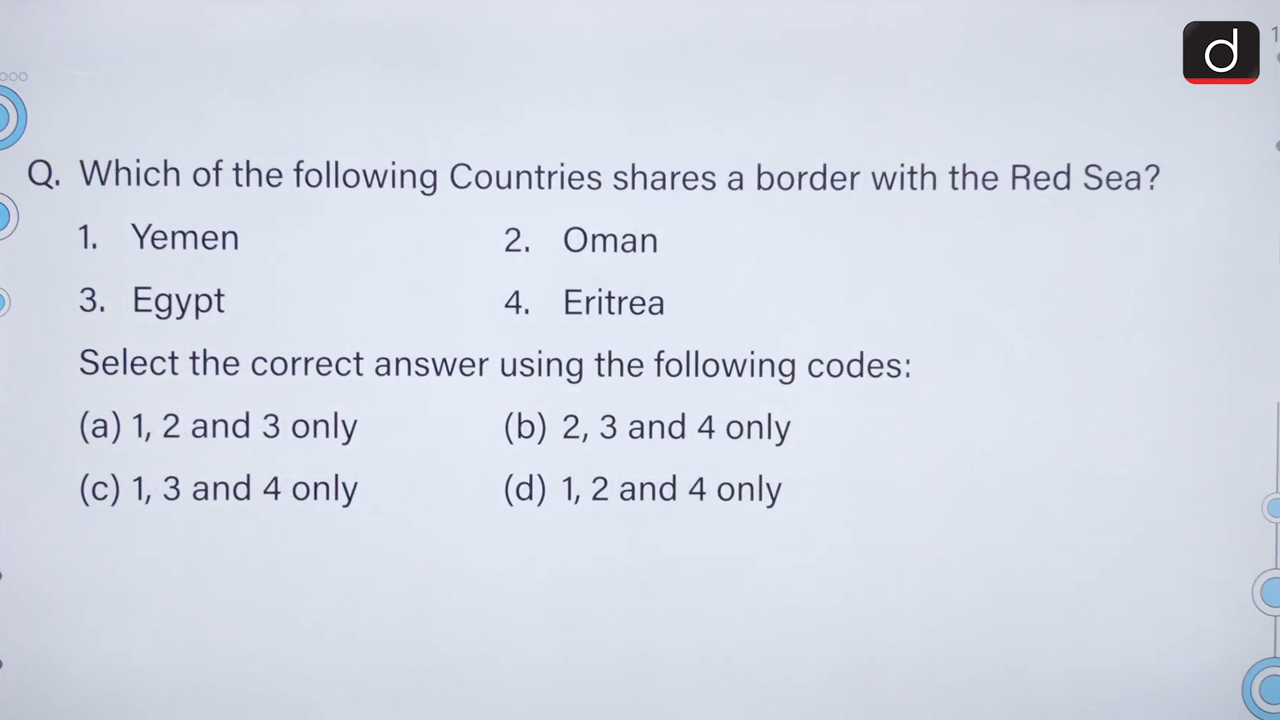 d
1
Q. Which of the following Countries shares a border with the Red Sea?
1. Yemen 2. Oman
3. Egypt 4. Eritrea
Select the correct answer using the following codes:
(a) 1, 2 and 3 only (b) 2, 3 and 4 only
(c) 1, 3 and 4 only (d) 1, 2 and 4 only